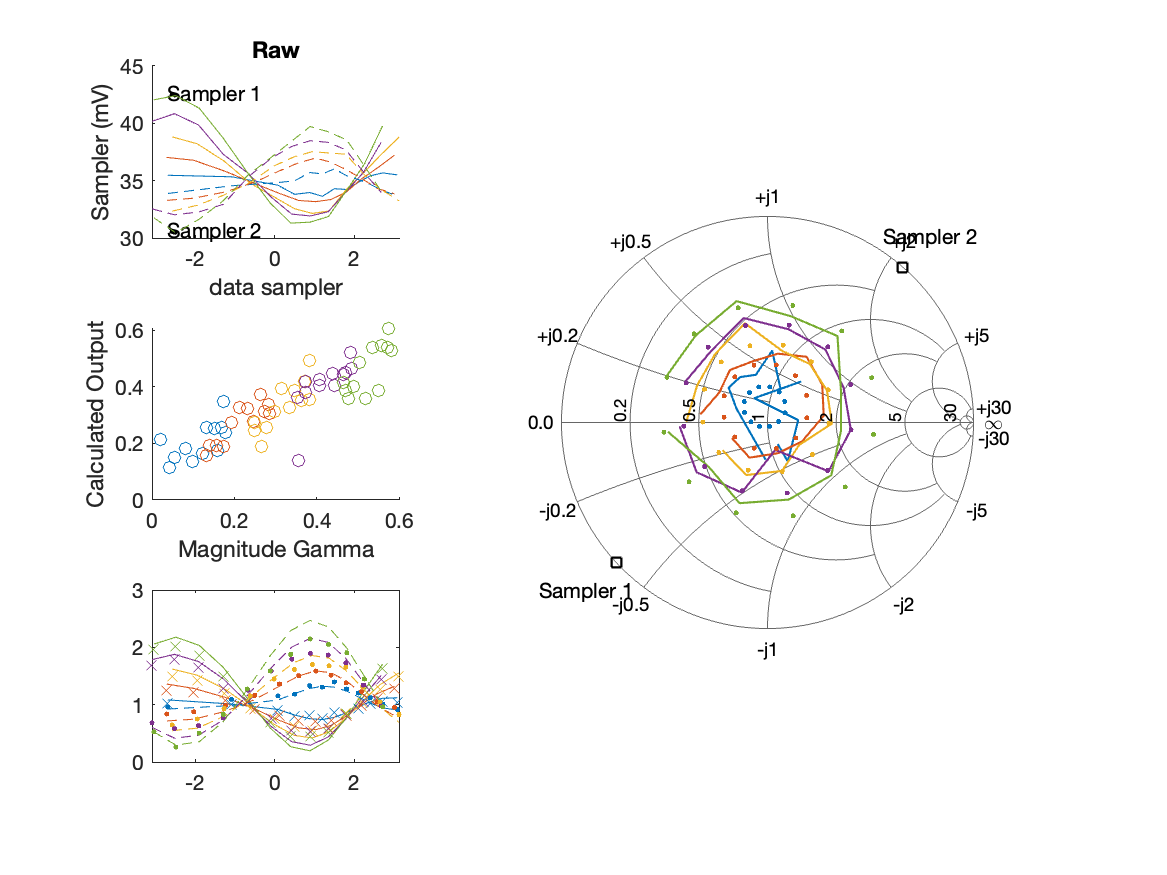 Raw
45
40
35
30
Sampler (mV)
Sampler 1
Sampler 2
-2
0
2
data sampler
0.6
0.4
0.2
0
Calculated Output
0
0.2
0.4
0.6
Magnitude Gamma
3
2
1
0
-2
0
2
+j1
+j0.5
Sampler 2
+j2
+j0.2
+j5
0.0
0.2
0.5
1
2
5
30
+j30
∞
-j30
-j0.2
-j5
Sampler 1
-j0.5
-j2
-j1